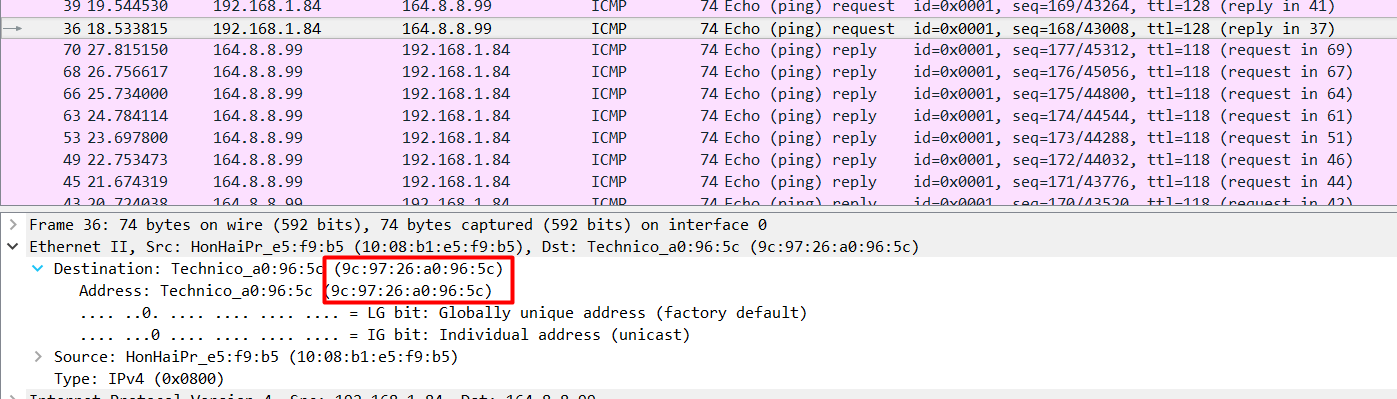 39 19.544530 192.168.1.84 164.8.8.99 ICMP 74 Echo (ping) request id=0x0001, seq=169/43264, ttl=128 (reply in 41)
36 18.533815 192.168.1.84 164.8.8.99 ICMP 74 Echo (ping) request id=0x0001, seq=168/43008, ttl=128 (reply in 37)
70 27.815150 164.8.8.99 192.168.1.84 ICMP 74 Echo (ping) reply id=0x0001, seq=177/45312, ttl=118 (request in 69)
68 26.756617 164.8.8.99 192.168.1.84 ICMP 74 Echo (ping) reply id=0x0001, seq=176/45056, ttl=118 (request in 67)
66 25.734000 164.8.8.99 192.168.1.84 ICMP 74 Echo (ping) reply id=0x0001, seq=175/44800, ttl=118 (request in 64)
63 24.784114 164.8.8.99 192.168.1.84 ICMP 74 Echo (ping) reply id=0x0001, seq=174/44544, ttl=118 (request in 61)
53 23.697800 164.8.8.99 192.168.1.84 ICMP 74 Echo (ping) reply id=0x0001, seq=173/44288, ttl=118 (request in 51)
49 22.753473 164.8.8.99 192.168.1.84 ICMP 74 Echo (ping) reply id=0x0001, seq=172/44032, ttl=118 (request in 46)
45 21.674319 164.8.8.99 192.168.1.84 ICMP 74 Echo (ping) reply id=0x0001, seq=171/43776, ttl=118 (request in 44)
43 20.724038 164.8.8.99 192.168.1.84 ICMP 74 Echo (ping) reply id=0x0001, seq=170/43520, ttl=118 (request in 42)
Frame 36: 74 bytes on wire (592 bits), 74 bytes captured (592 bits) on interface 0
Ethernet II, Src: HonHaiPr_e5:f9:b5 (10:08:b1:e5:f9:b5), Dst: Technico_a0:96:5c (9c:97:26:a0:96:5c)
Destination: Technico_a0:96:5c (9c:97:26:a0:96:5c)
Address: Technico_a0:96:5c (9c:97:26:a0:96:5c)
.... ..0. .... .... .... .... = LG bit: Globally unique address (factory default)
.... ...0 .... .... .... .... = IG bit: Individual address (unicast)
Source: HonHaiPr_e5:f9:b5 (10:08:b1:e5:f9:b5)
Type: IPv4 (0x0800)
Internet Protocol Version 4, Src: 192.168.1.84, Dst: 164.8.8.99